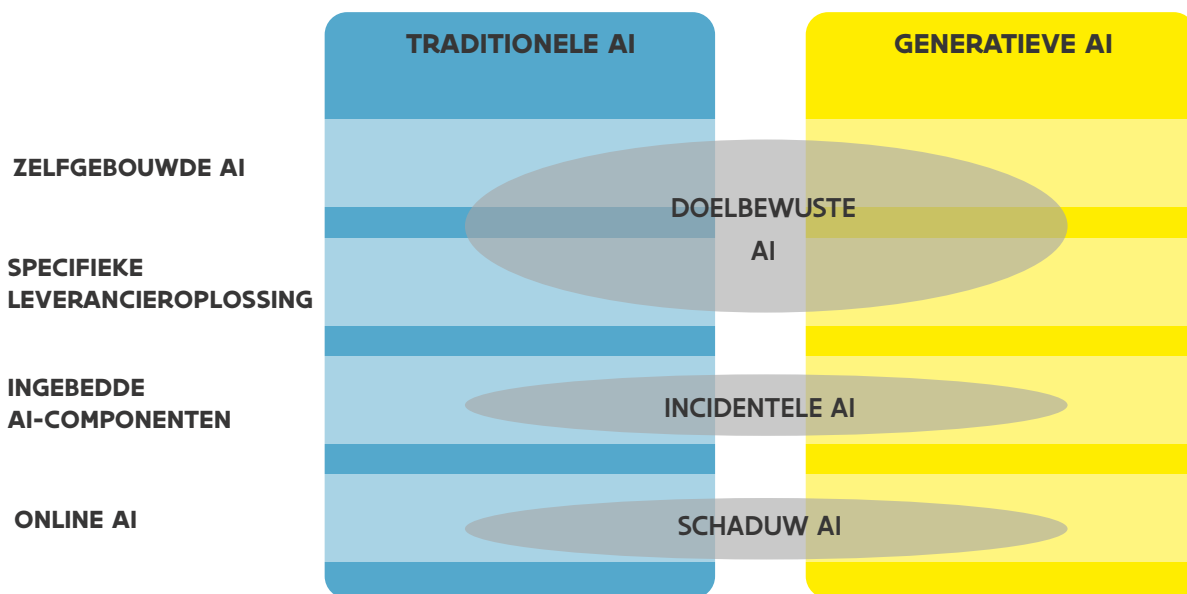 TRADITIONELE AI
GENERATIEVE AI
ZELFGEBOUWDE AI
DOELBEWUSTE
AI
SPECIFIEKE
LEVERANCIEROPLOSSING
INGEBEDDE
AI-COMPONENTEN
INCIDENTELE AI
ONLINE AI
SCHADUW AI